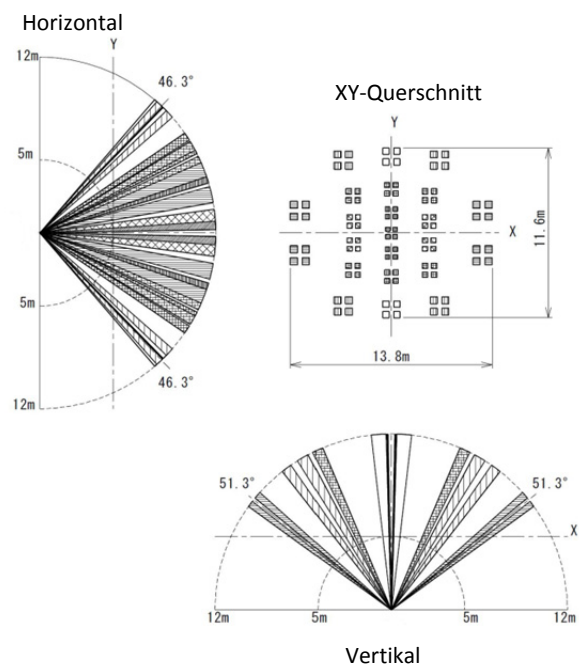 Horizontal
12m
Y
46.3°
5m
5m
46.3°
12m
XY-Querschnitt
Y
X
11.6m
13.8m
51.3°
51.3°
X
12m
5m
5m
12m
Vertikal